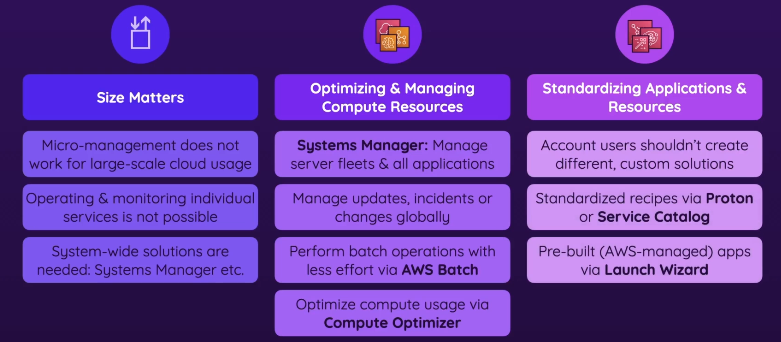 Size Matters
Micro-management does not
work for large-scale cloud usage
Operating & monitoring individual
services is not possible
System-wide solutions are
needed: Systems Manager etc.
Optimizing & Managing
Compute Resources
Systems Manager: Manage
server fleets & all applications
Manage updates, incidents or
changes globally
Perform batch operations with
less effort via AWS Batch
Optimize compute usage via
Compute Optimizer
Standardizing Applications &
Resources
Account users shouldn't create
different, custom solutions
Standardized recipes via Proton
or Service Catalog
Pre-built (AWS-managed) apps
via Launch Wizard